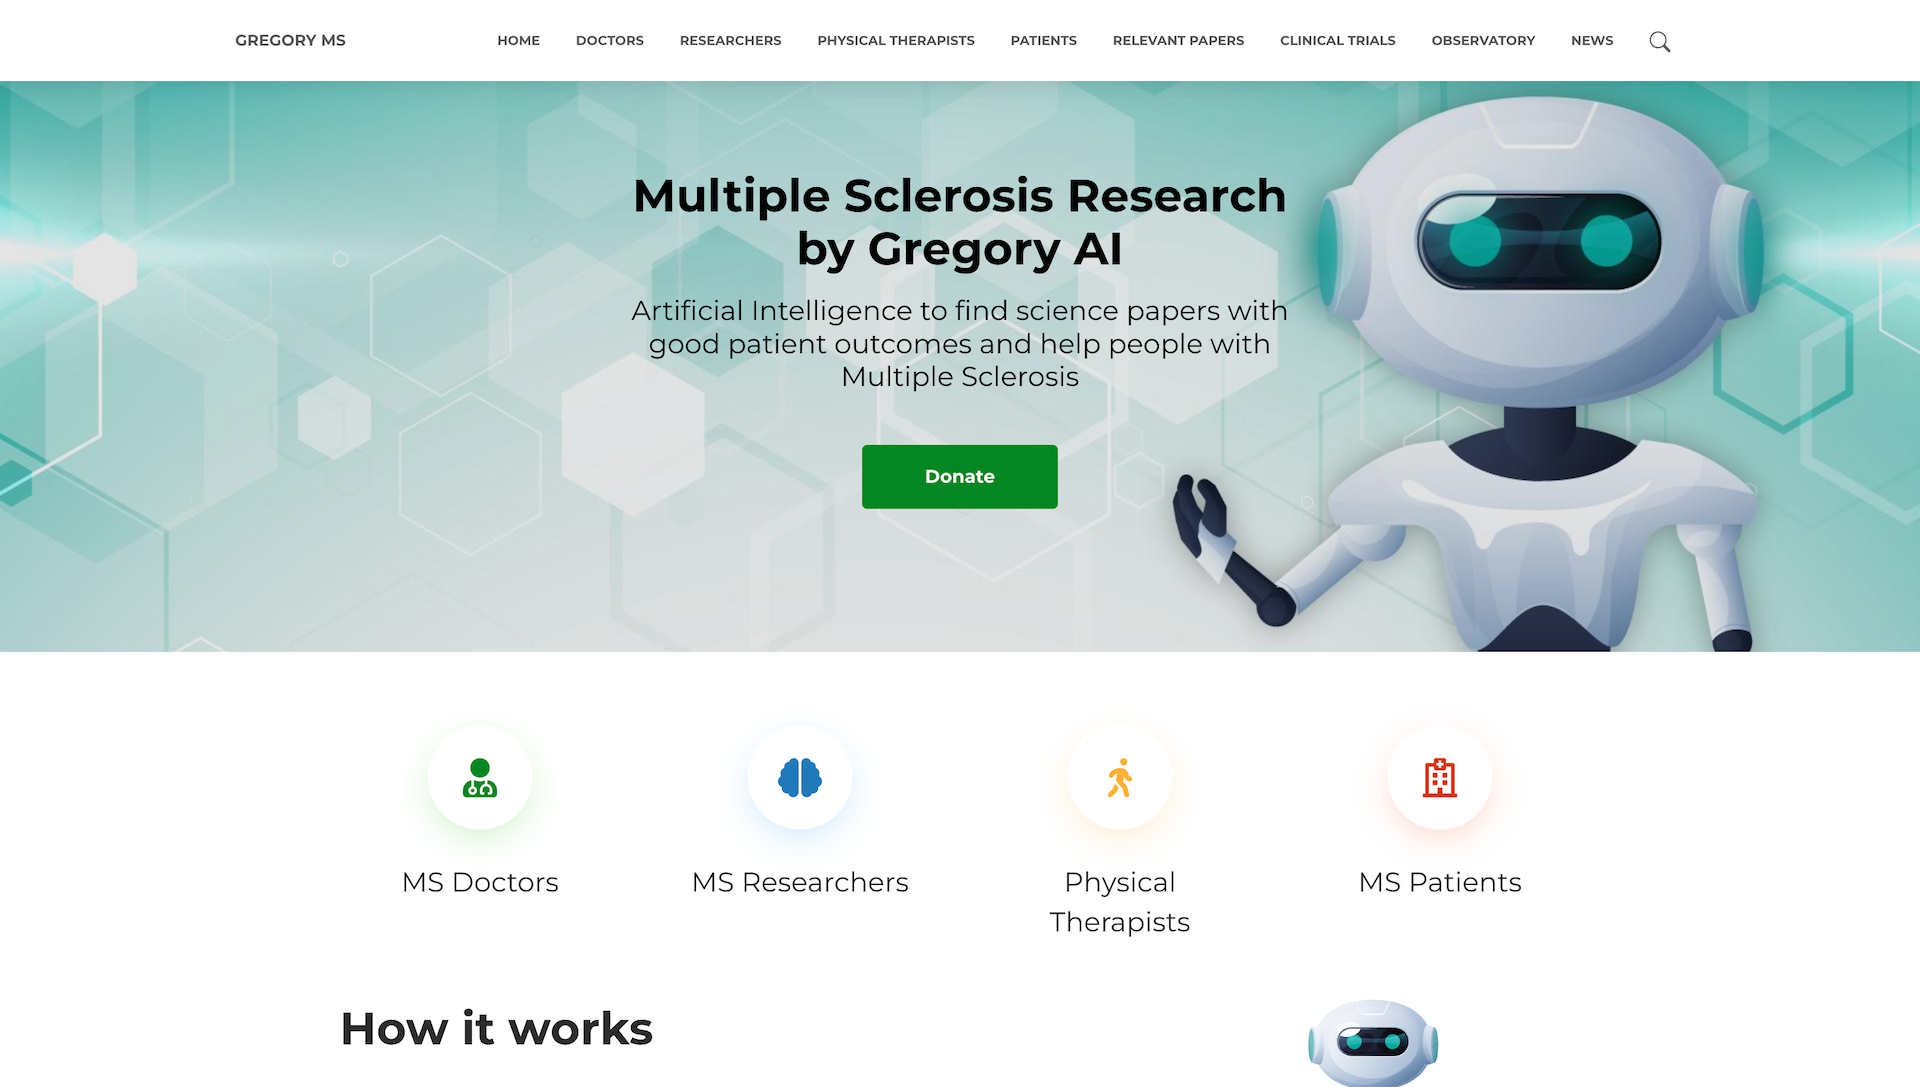 GREGORY MS
HOME
DOCTORS
RESEARCHERS
PHYSICAL THERAPISTS
PATIENTS
RELEVANT PAPERS
CLINICAL TRIALS
OBSERVATORY
NEWS
Multiple Sclerosis Research
by Gregory AI
Artificial Intelligence to find science papers with
good patient outcomes and help people with
Multiple Sclerosis
Donate
MS Doctors
MS Researchers
Physical
Therapists
MS Patients
How it works